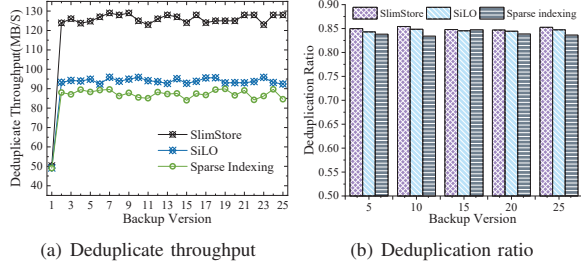 Deduplicate Throughput(MB/S)
130
120
110
100
90
80
70
60
50
40
SlimStore
SiLO
Sparse Indexing
1 3 5 7 9 11 13 15 17 19 21 23 25
Backup Version
(a) Deduplicate throughput
SlimStore SiLO Sparse indexing
Deduplication Ratio
0.90
0.85
0.80
0.75
0.70
0.65
0.60
0.55
0.50
5 10 15 20 25
Backup Version
(b) Deduplication ratio